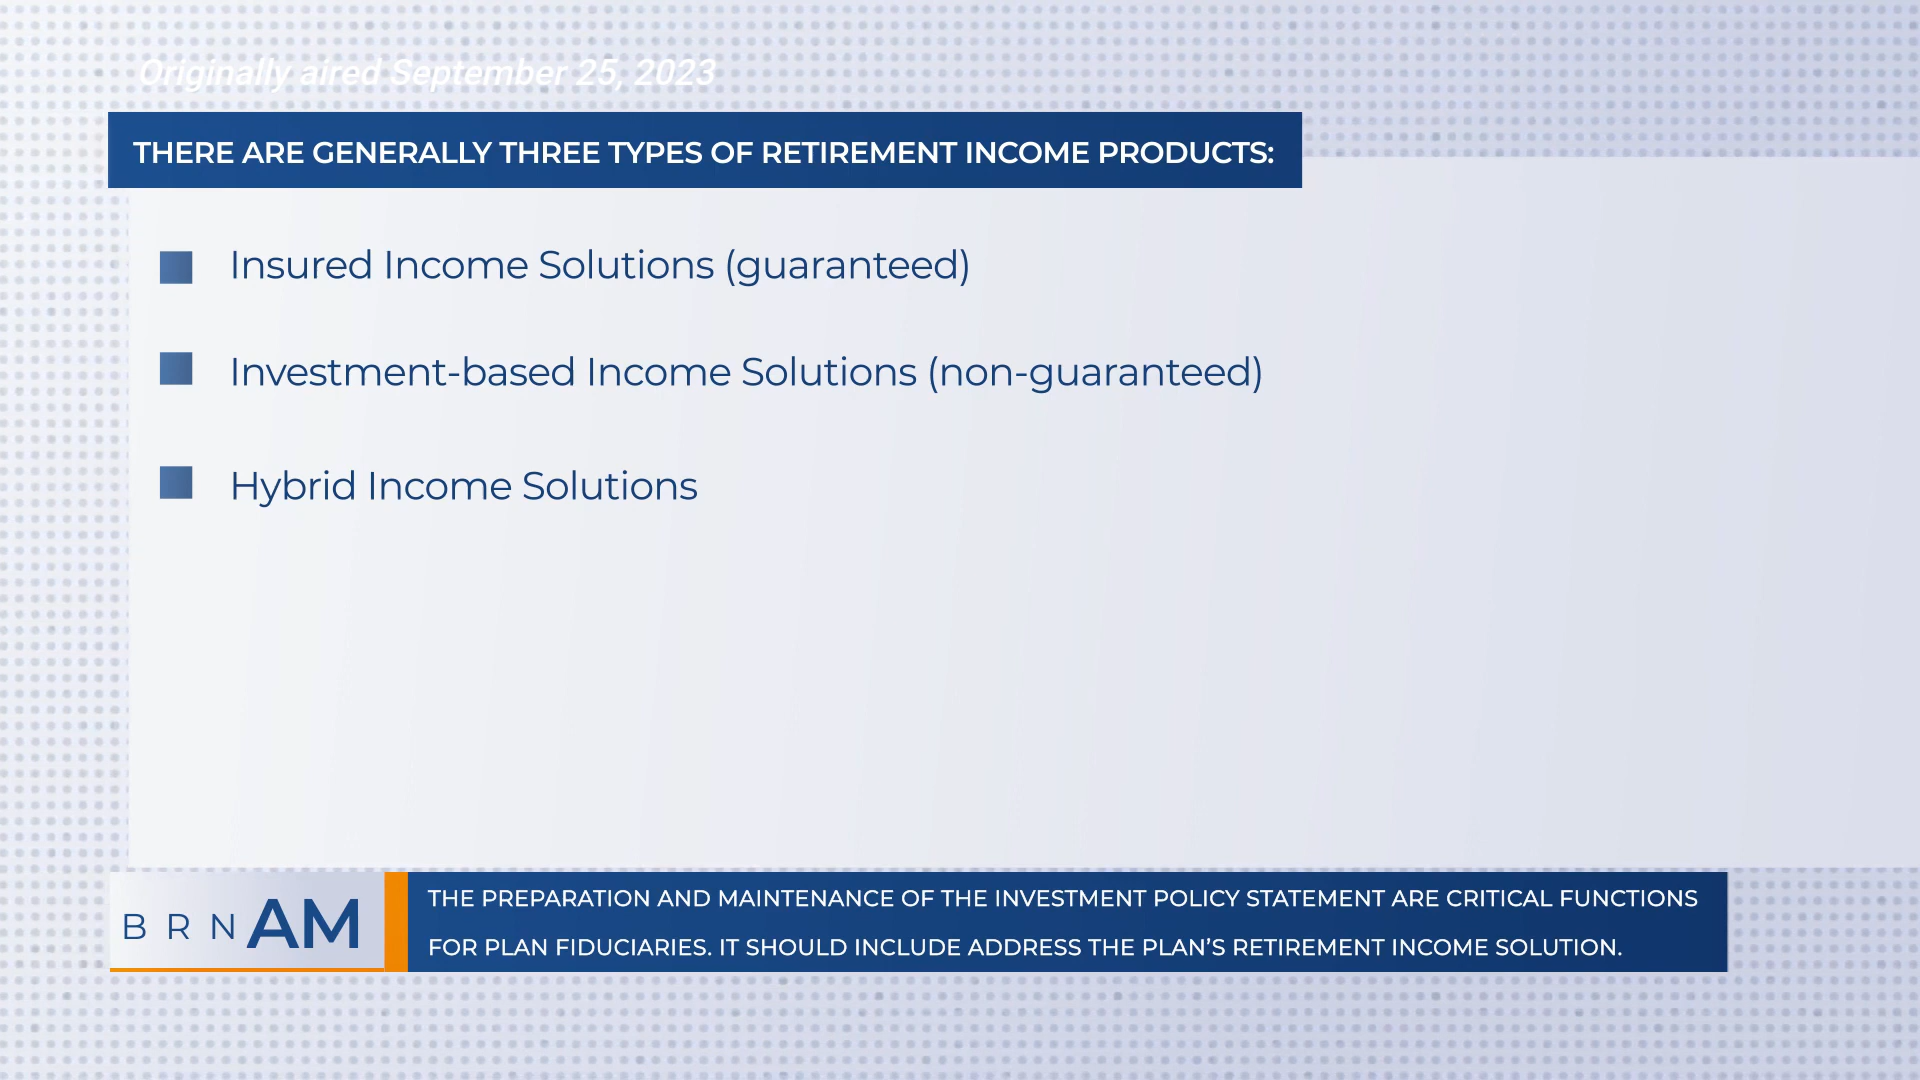 Originally aired September 25, 2023
THERE ARE GENERALLY THREE TYPES OF RETIREMENT INCOME PRODUCTS:
Insured Income Solutions (guaranteed)
Investment-based Income Solutions (non-guaranteed)
Hybrid Income Solutions
BRNAM
THE PREPARATION AND MAINTENANCE OF THE INVESTMENT POLICY STATEMENT ARE CRITICAL FUNCTIONS
FOR PLAN FIDUCIARIES. IT SHOULD INCLUDE ADDRESS THE PLAN’S RETIREMENT INCOME SOLUTION.